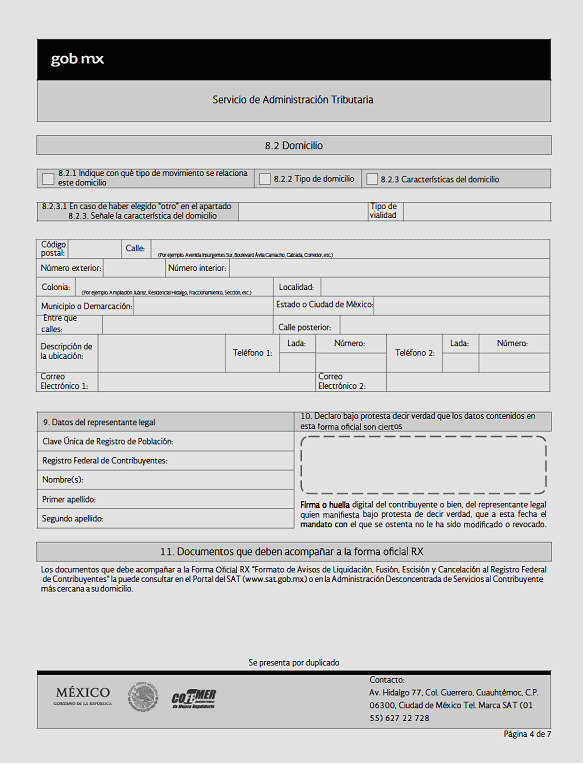 gob mx
Servicio de Administración Tributaria
8.2 Domicilio
8.2.1 Indique con qué tipo de movimiento se relaciona
este domicilio
8.2.2 Tipo de domicilio
8.2.3 Características del domicilio
8.2.3.1 En caso de haber elegido "otro" en el apartado
8.2.3. Señale la característica del domicilio
Tipo de
vialidad
Código
postal:
Calle:
(Por ejemplo: Avenida Insurgentes Sur, Boulevard Ávila Camacho, Calzada, Corredor, etc.)
Número exterior:
Número interior:
Colonia:
(Por ejemplo: Ampliación Juárez, Residencial Hidalgo, Fraccionamiento, Sección, etc.)
Localidad:
Municipio o Demarcación:
Estado o Ciudad de México:
Entre que
calles:
Calle posterior:
Descripción de
la ubicación:
Teléfono 1:
Lada:
Número:
Teléfono 2:
Lada:
Número:
Correo
Electrónico 1:
Correo
Electrónico 2:
9. Datos del representante legal
Clave Única de Registro de Población:
Registro Federal de Contribuyentes:
Nombre(s):
Primer apellido:
Segundo apellido:
10. Declaro bajo protesta decir verdad que los datos contenidos en
esta forma oficial son ciertos
Firma o huella digital del contribuyente o bien, del representante legal
quien manifiesta bajo protesta de decir verdad, que a esta fecha el
mandato con el que se ostenta no le ha sido modificado o revocado.
11. Documentos que deben acompañar a la forma oficial RX
Los documentos que debe acompañar a la Forma Oficial RX "Formato de Avisos de Liquidación, Fusión, Escisión y Cancelación al Registro Federal
de Contribuyentes" la puede consultar en el Portal del SAT (www.sat.gob.mx) o en la Administración Desconcentrada de Servicios al Contribuyente
más cercana a su domicilio.
Se presenta por duplicado
MÉXICO
GOBIERNO DE LA REPÚBLICA
COFEMER
de Mejora Regulatoria
Contacto:
Av. Hidalgo 77, Col. Guerrero, Cuauhtémoc, C.P.
06300, Ciudad de México Tel. Marca SAT (01
55) 627 22 728
Página 4 de 7